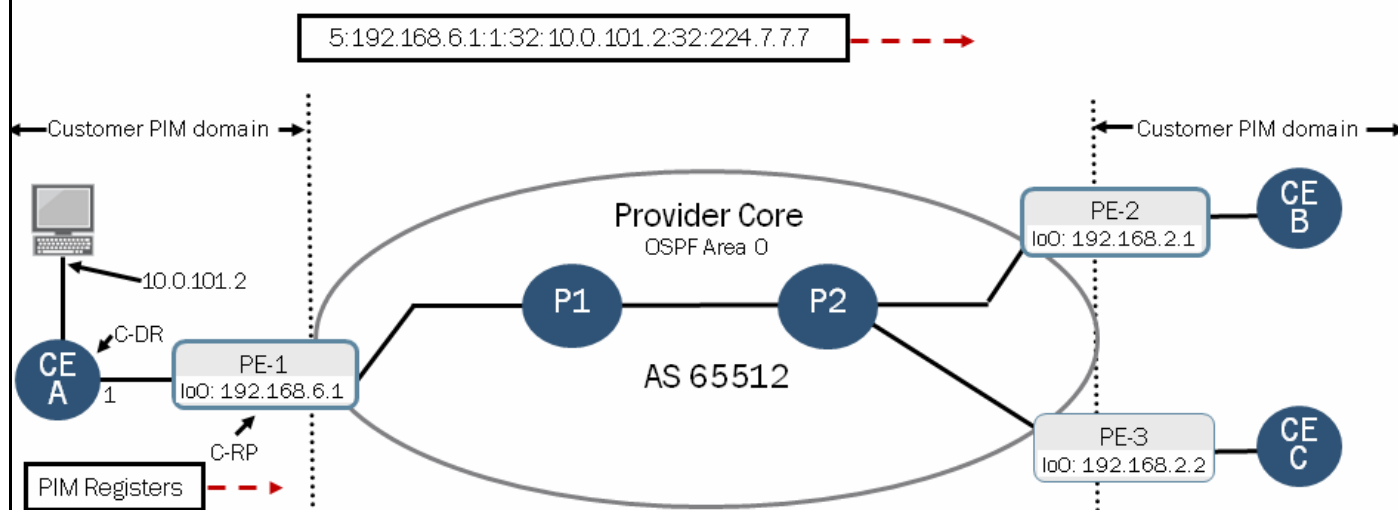 5:192.168.6.1:1:32:10.0.101.2:32:224.7.7.7
Customer PIM domain
Customer PIM domain
Provider Core
OSPF Area 0
PE-2
lo0: 192.168.2.1
CE
B
10.0.101.2
P1
P2
C-DR
CE
A
1
PE-1
lo0: 192.168.6.1
AS 65512
C-RP
PE-3
lo0: 192.168.2.2
CE
C
PIM Registers